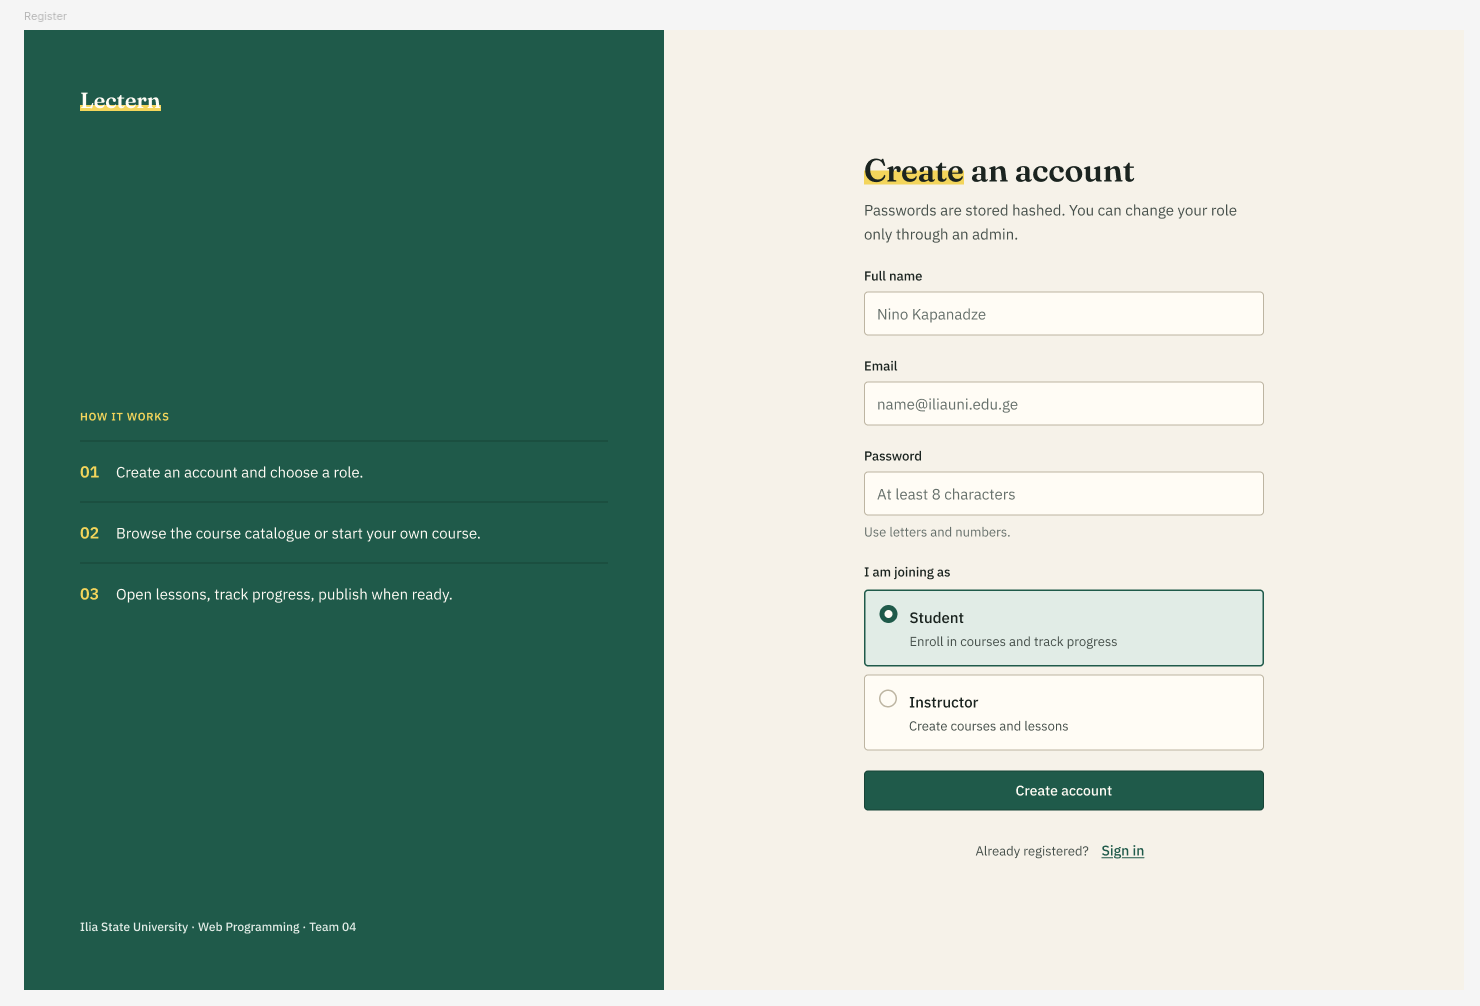 Register
Lectern
HOW IT WORKS
01 Create an account and choose a role.
02 Browse the course catalogue or start your own course.
03 Open lessons, track progress, publish when ready.
Ilia State University · Web Programming · Team 04
Create an account
Passwords are stored hashed. You can change your role
only through an admin.
Full name
Nino Kapanadze
Email
name@iliauni.edu.ge
Password
At least 8 characters
Use letters and numbers.
I am joining as
Student
Enroll in courses and track progress
Instructor
Create courses and lessons
Create account
Already registered? Sign in